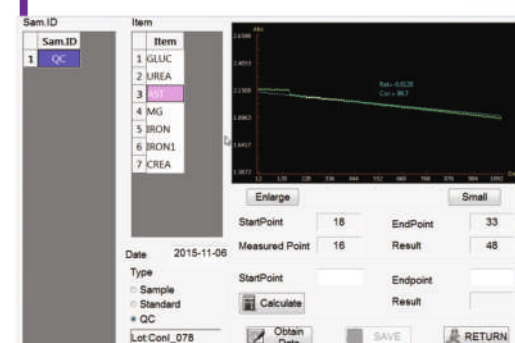 Sam.ID
Item
Sam.ID
1 QC
Item
1 GLUC
2 UREA
3 AST
4 MG
5 IRON
6 IRON1
7 CREA
Abs
Enlarge
Small
StartPoint 18
EndPoint 33
Measured Point 16
Result 48
Date 2015-11-06
Type
Sample
Standard
QC
Lot:Conl_078
StartPoint
Endpoint
Calculate
Result
Obtain
SAVE
RETURN